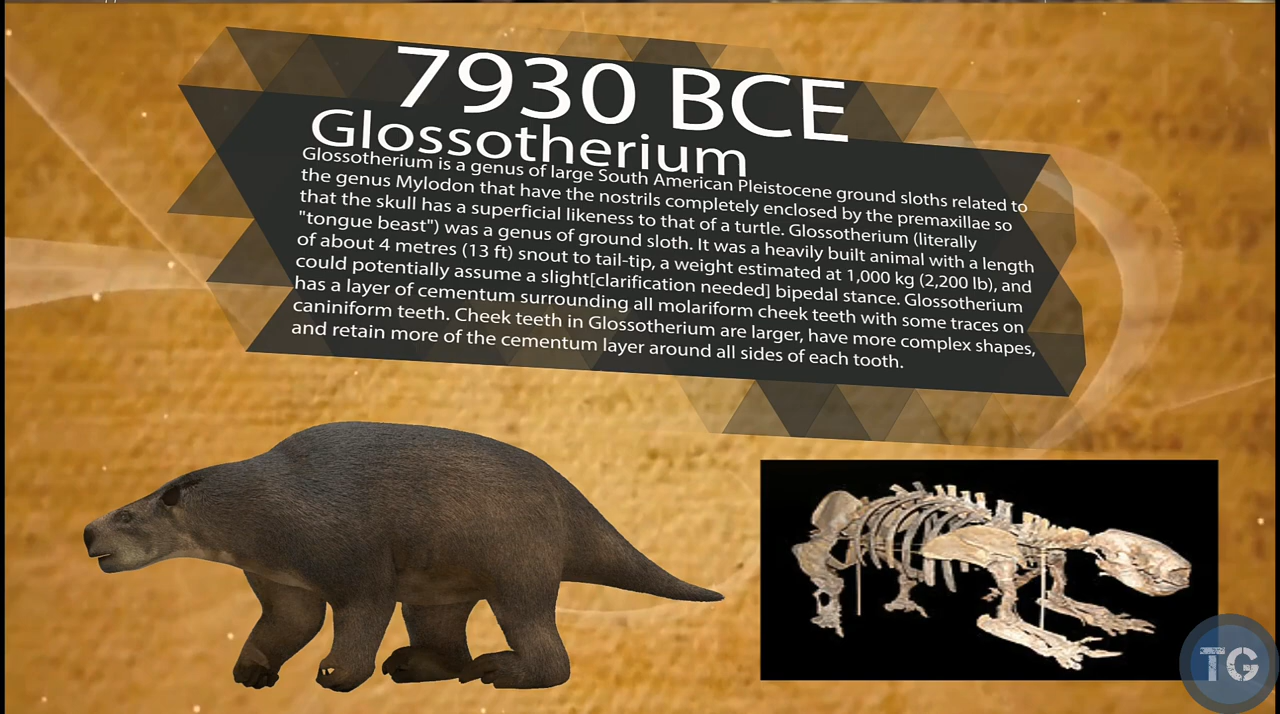 7930 BCE
Glossotherium
Glossotherium is a genus of large South American Pleistocene ground sloths related to
the genus Mylodon that have the nostrils completely enclosed by the premaxillae so
that the skull has a superficial likeness to that of a turtle. Glossotherium (literally
"tongue beast") was a genus of ground sloth. It was a heavily built animal with a length
of about 4 metres (13 ft) snout to tail-tip, a weight estimated at 1,000 kg (2,200 lb), and
could potentially assume a slight[clarification needed] bipedal stance. Glossotherium
has a layer of cementum surrounding all molariform cheek teeth with some traces on
caniniform teeth. Cheek teeth in Glossotherium are larger, have more complex shapes,
and retain more of the cementum layer around all sides of each tooth.
TG